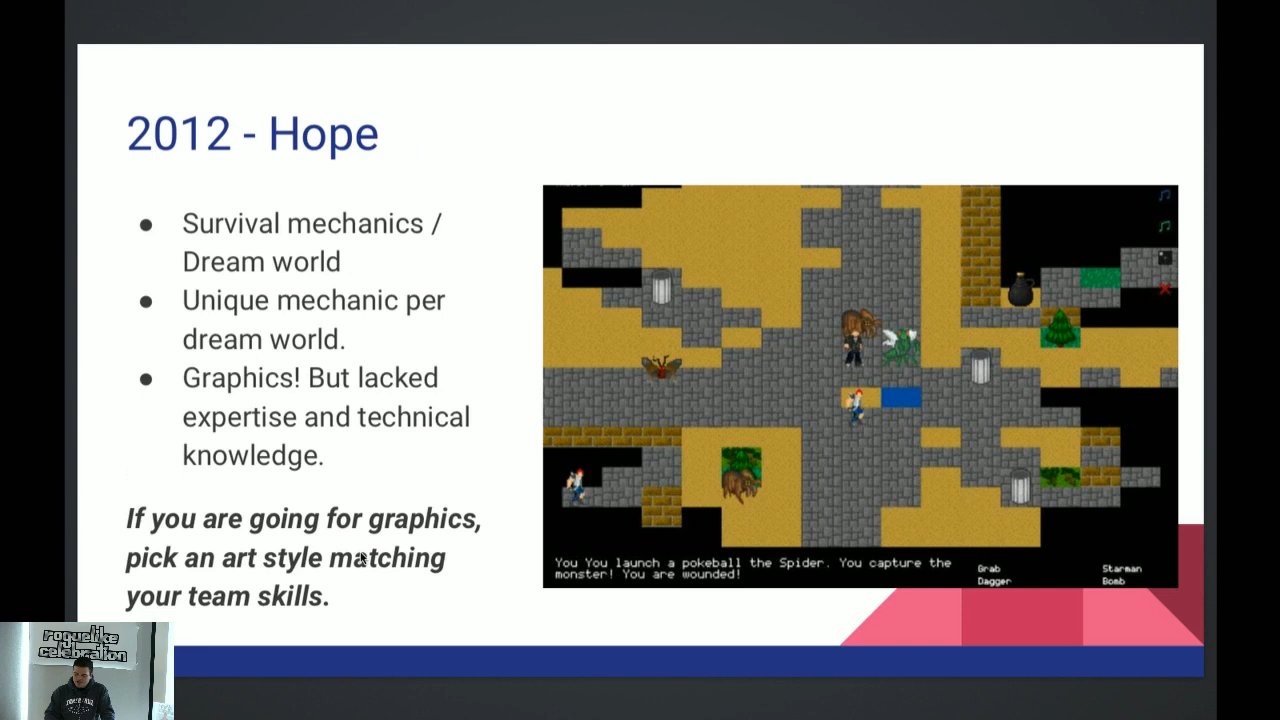 2012 - Hope
● Survival mechanics /
Dream world
● Unique mechanic per
dream world.
● Graphics! But lacked
expertise and technical
knowledge.
If you are going for graphics,
pick an art style matching
your team skills.
You You launch a pokeball the Spider. You capture the
monster! You are wounded!
Grab
Dagger
Starman
Bomb
roguelike
celebration